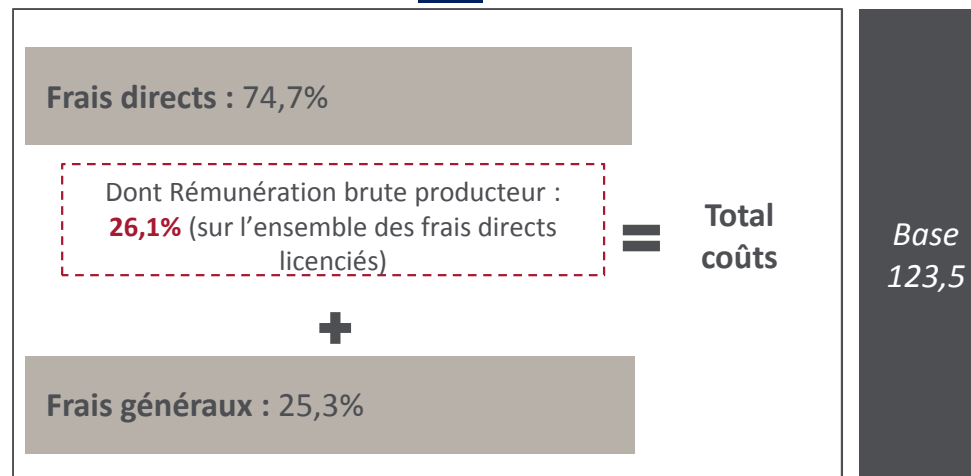 Frais directs : 74,7%
Dont Rémunération brute producteur :
26,1% (sur l’ensemble des frais directs
licenciés)
=
Total
coûts
+
Frais généraux : 25,3%
Base
123,5